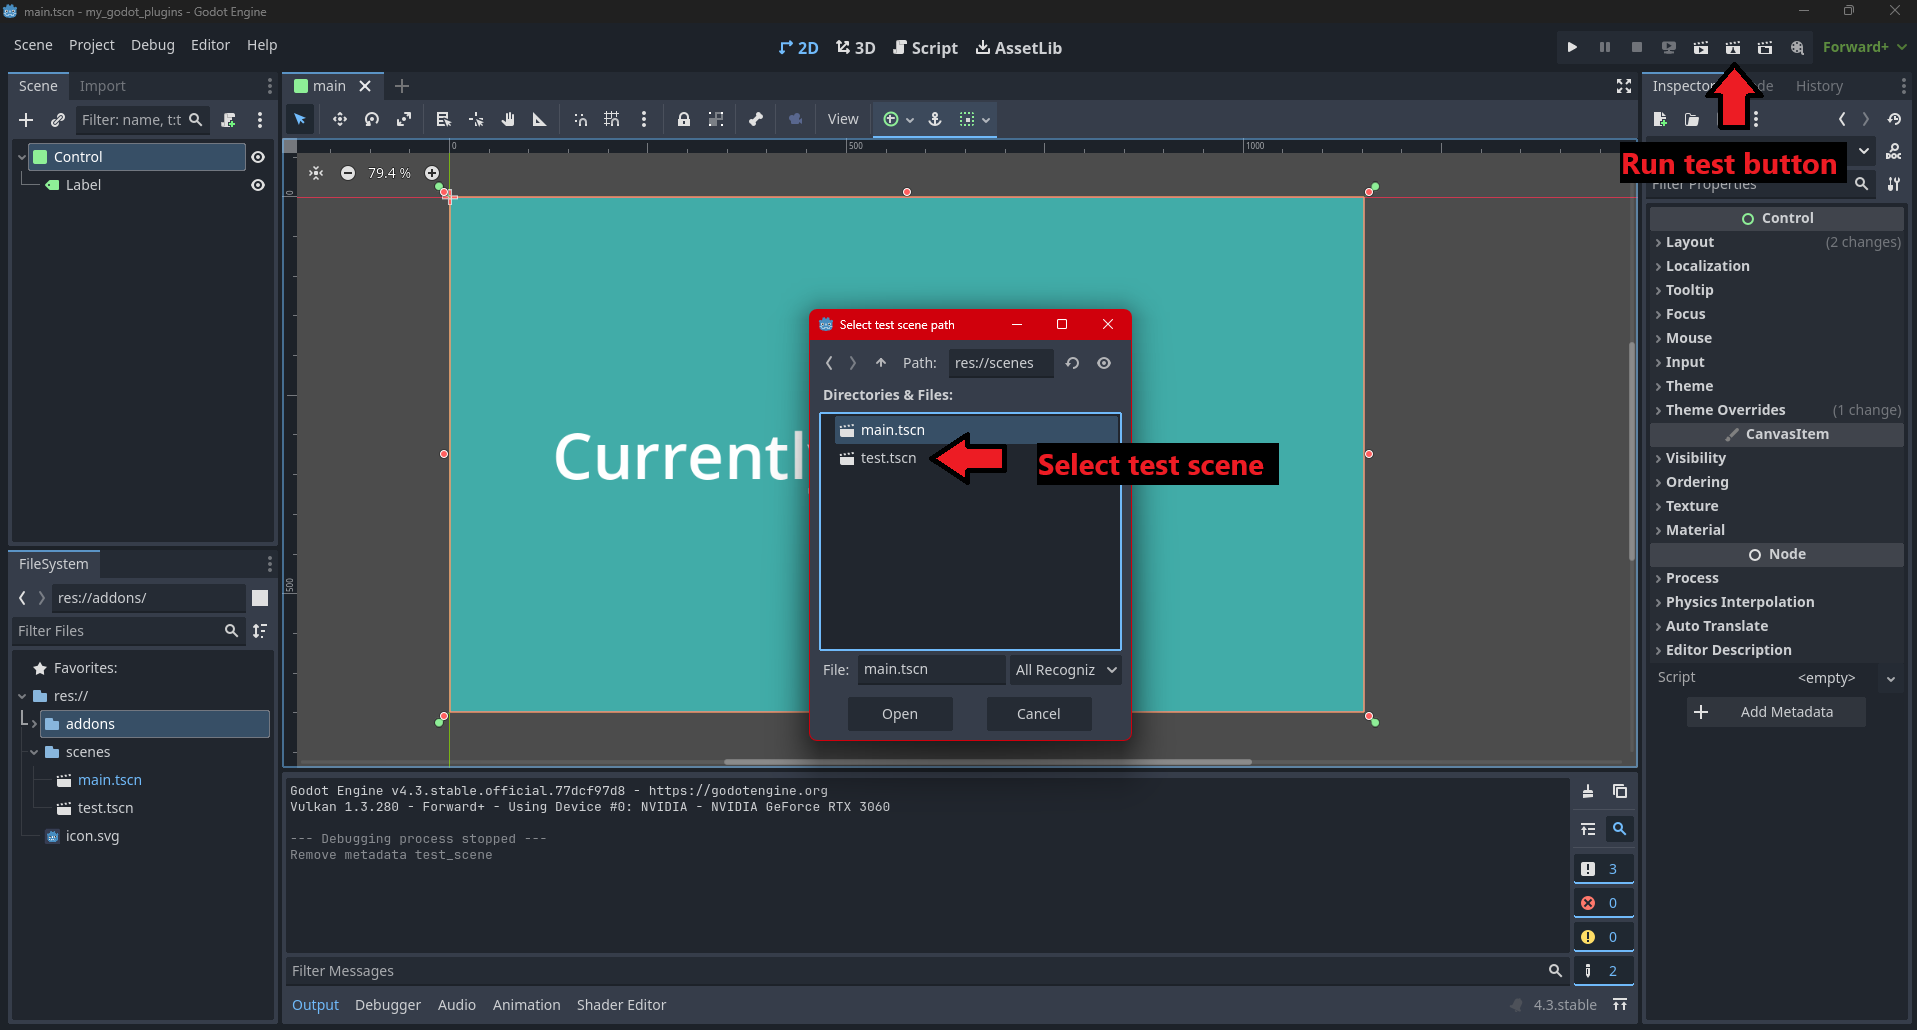 main.tscn - my_godot_plugins - Godot Engine
Scene Project Debug Editor Help
2D 3D Script AssetLib
Forward+
Scene Import
Filter: name, t:t
Control
Label
main
View
79.4 %
0 500 1000
0
500
Currently
Select test scene path
Path: res://scenes
Directories & Files:
main.tscn
test.tscn
Select test scene
File: main.tscn All Recogniz
Open Cancel
Inspector de History
Run test button
Filter Properties
Control
Layout (2 changes)
Localization
Tooltip
Focus
Mouse
Input
Theme
Theme Overrides (1 change)
CanvasItem
Visibility
Ordering
Texture
Material
Node
Process
Physics Interpolation
Auto Translate
Editor Description
Script <empty>
Add Metadata
FileSystem
res://addons/
Filter Files
Favorites:
res://
addons
scenes
main.tscn
test.tscn
icon.svg
Godot Engine v4.3.stable.official.77dcf97d8 - https://godotengine.org
Vulkan 1.3.280 - Forward+ - Using Device #0: NVIDIA - NVIDIA GeForce RTX 3060
--- Debugging process stopped ---
Remove metadata test_scene
3
0
0
2
Filter Messages
Output Debugger Audio Animation Shader Editor
4.3.stable